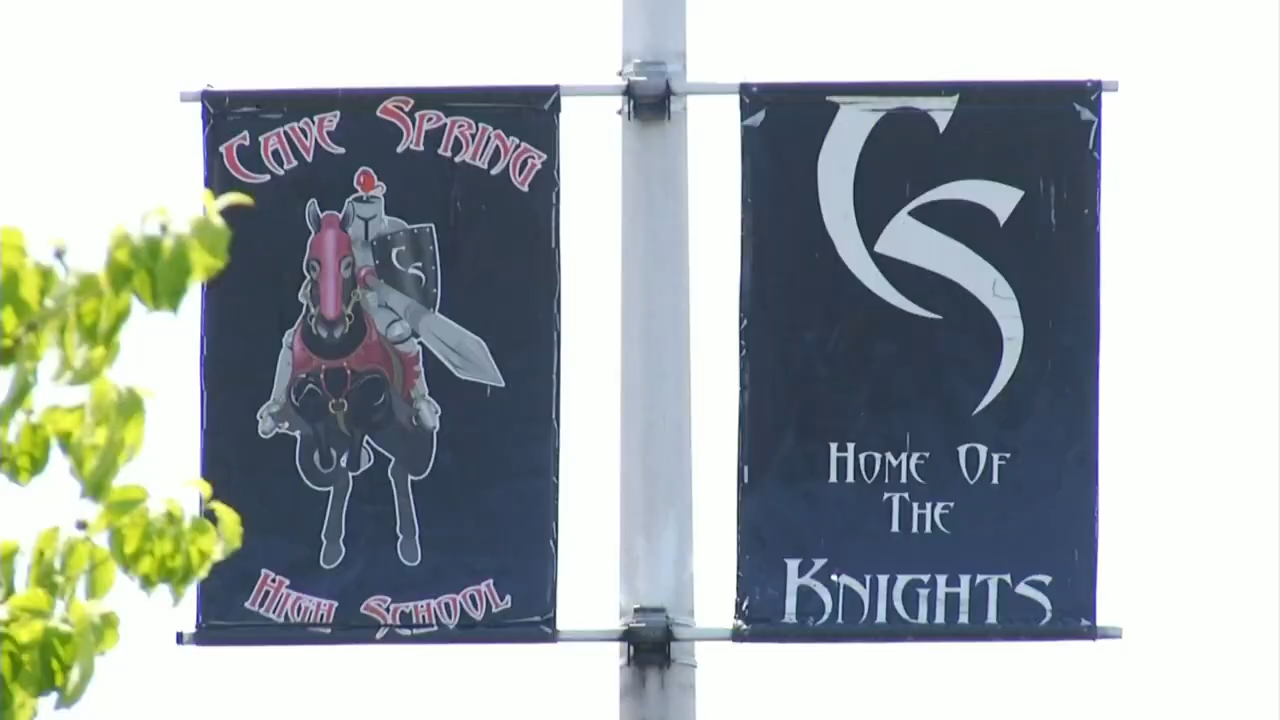 Cave Spring
CS
High School
CS
Home Of
The
Knights